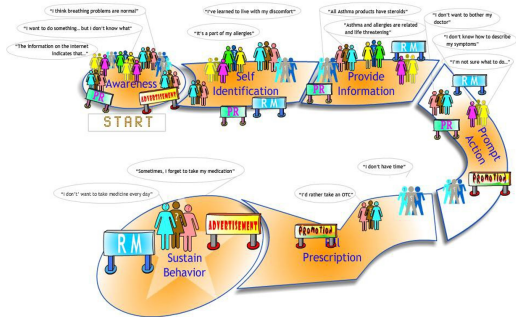 "I think breathing problems are normal"
"I want to do something... but I don't know what"
"The information on the internet
indicates that..."
"I've learned to live with my discomfort"
"It's a part of my allergies"
"All Asthma products have steroids"
"Asthma and allergies are related
and life threatening"
"I don't want to bother my
doctor"
"I don't know how to describe
my symptoms"
"I'm not sure what to do..."
Awareness
PR
ADVERTISEMENT
START
Self
Identification
PR
RM
Provide
Information
PR
RM
RM
PR
Prompt
Action
PROMOTION
"I don't have time"
"I'd rather take an OTC"
PROMOTION
Prescription
"Sometimes, I forget to take my medication"
"I don't' want to take medicine every day"
RM
ADVERTISEMENT
Sustain
Behavior